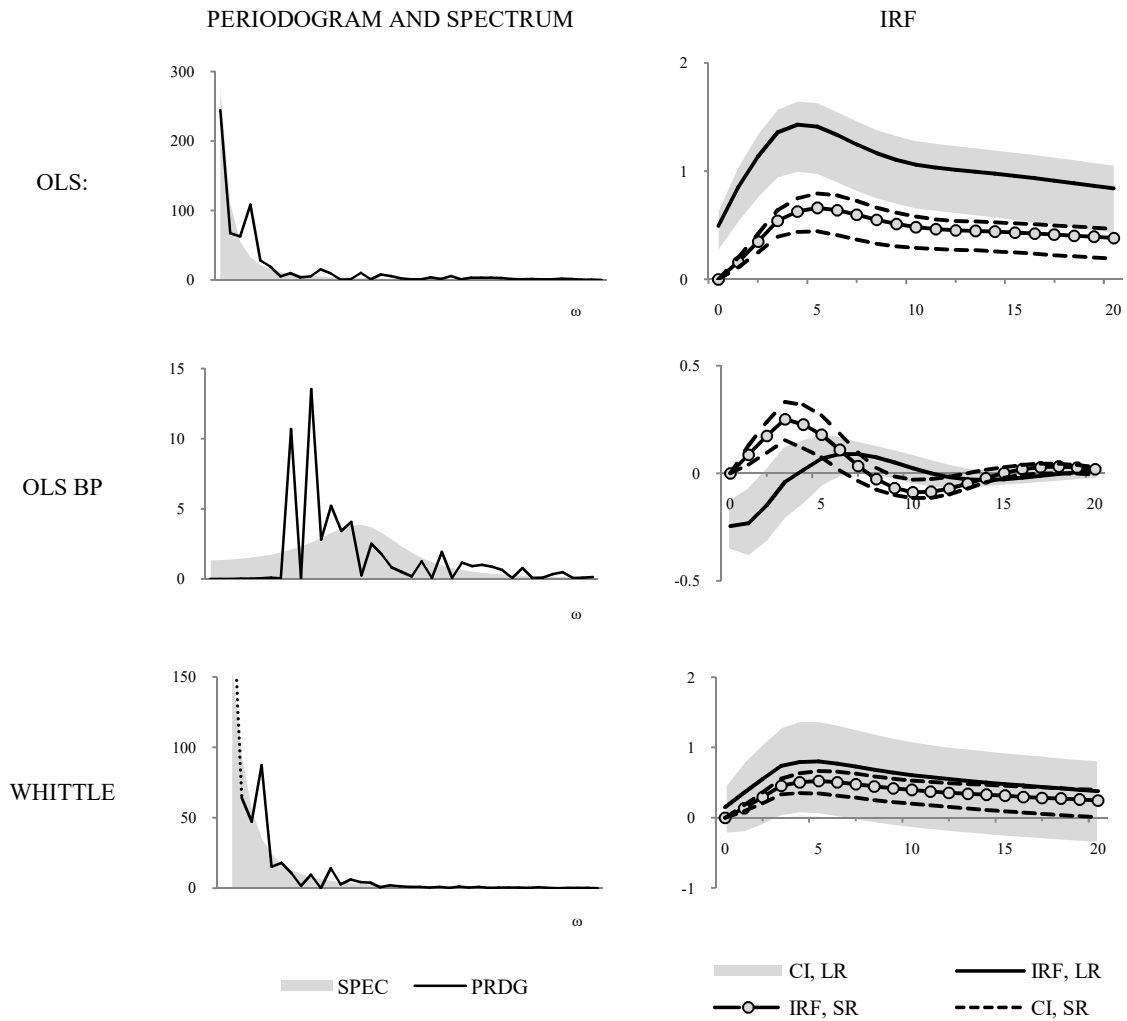 PERIODOGRAM AND SPECTRUM
IRF
OLS:
300
200
100
0
ω
2
1
0
0 5 10 15 20
OLS BP
15
10
5
0
ω
0.5
0
-0.5
0 5 10 15 20
WHITTLE
150
100
50
0
ω
2
1
0
-1
0 5 10 15 20
SPEC PRDG
CI, LR IRF, LR
IRF, SR CI, SR